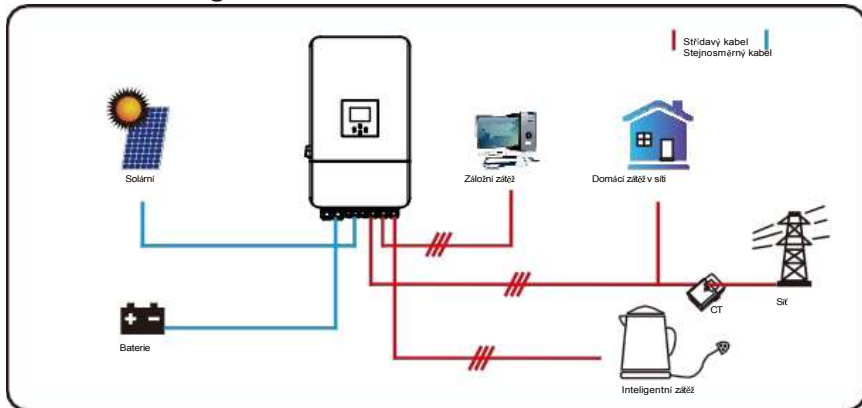 Střídavý kabel
Stejnosměrný kabel
Solární
Záložní zátěž
Domácí zátěž v síti
CT
Síť
Baterie
Inteligentní zátěž